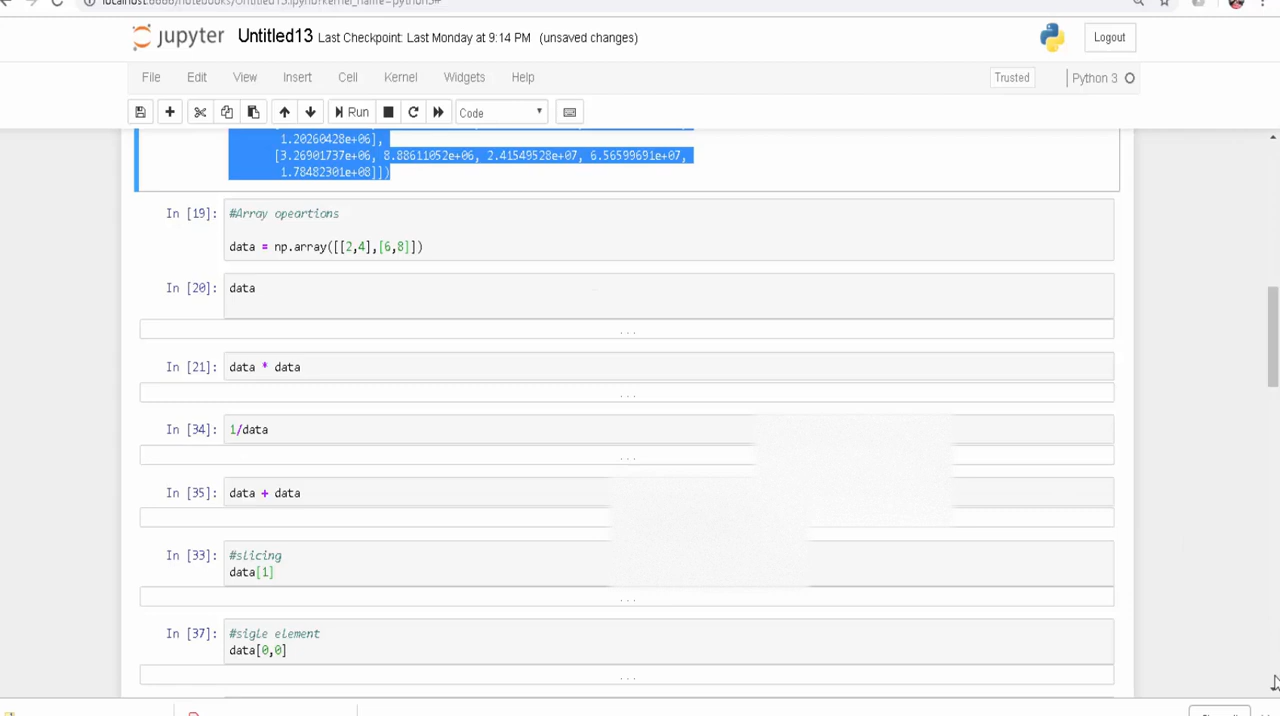 jupyter Untitled13 Last Checkpoint: Last Monday at 9:14 PM (unsaved changes)
Logout
File Edit View Insert Cell Kernel Widgets Help
Trusted Python 3
Run Code
1.20260428e+06],
[3.26901737e+06, 8.88611052e+06, 2.41549528e+07, 6.56599691e+07,
1.78482301e+08]])
In [19]: #Array opeartions
data = np.array([[2,4],[6,8]])
In [20]: data
...
In [21]: data * data
...
In [34]: 1/data
...
In [35]: data + data
In [33]: #slicing
data[1]
...
In [37]: #sigle element
data[0,0]
...